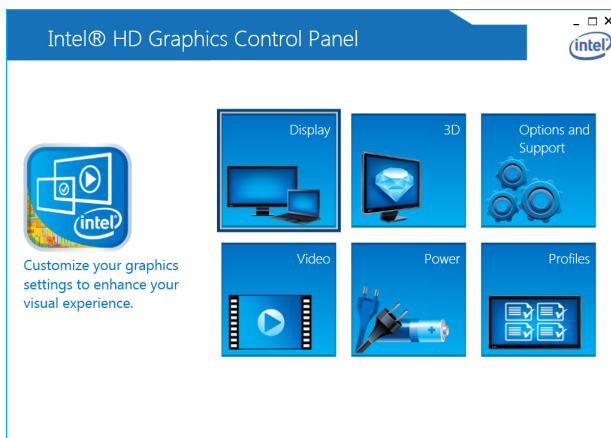 Intel® HD Graphics Control Panel
intel
Display
3D
Options and
Support
intel
Customize your graphics
settings to enhance your
visual experience.
Video
Power
Profiles